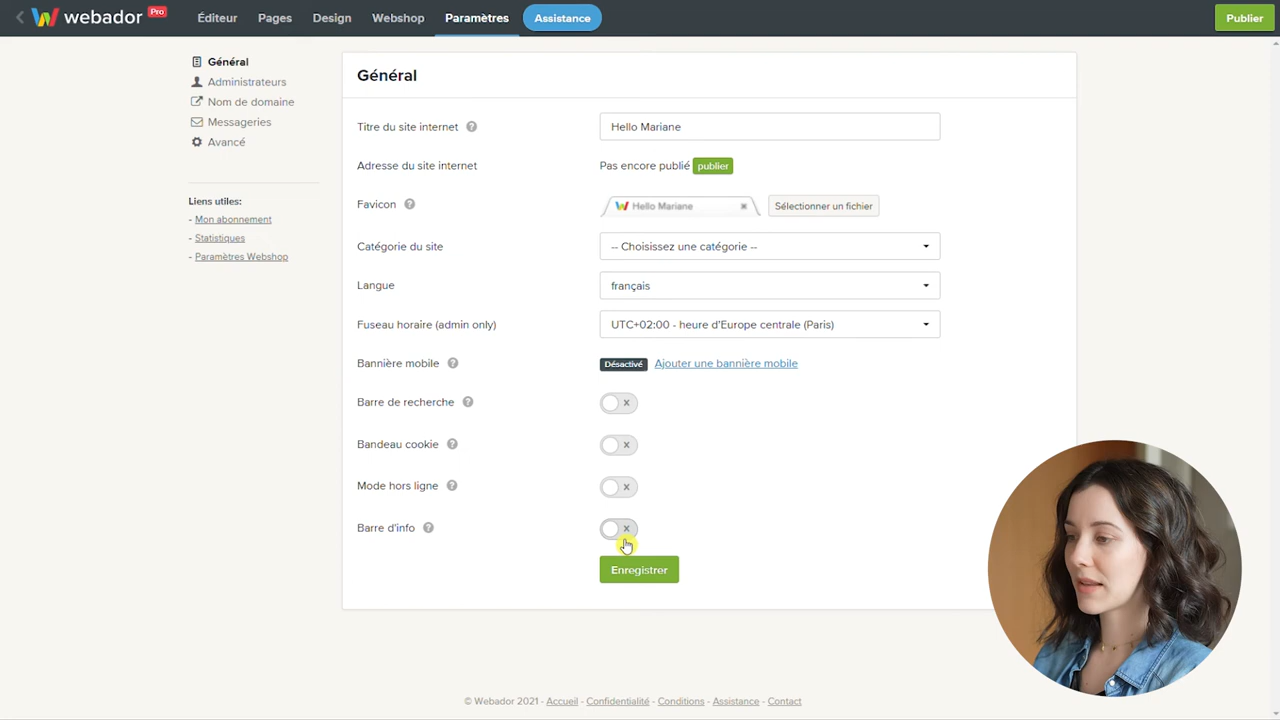 webador Pro
Éditeur
Pages
Design
Webshop
Paramètres
Assistance
Publier
Général
Administrateurs
Nom de domaine
Messageries
Avancé
Liens utiles:
- Mon abonnement
- Statistiques
- Paramètres Webshop
Général
Titre du site internet ?
Hello Mariane
Adresse du site internet
Pas encore publié publier
Favicon ?
Hello Mariane
Sélectionner un fichier
Catégorie du site
-- Choisissez une catégorie --
Langue
français
Fuseau horaire (admin only)
UTC+02:00 - heure d'Europe centrale (Paris)
Bannière mobile ?
Désactivé Ajouter une bannière mobile
Barre de recherche ?
Bandeau cookie ?
Mode hors ligne ?
Barre d'info ?
Enregistrer
© Webador 2021 - Accueil - Confidentialité - Conditions - Assistance - Contact